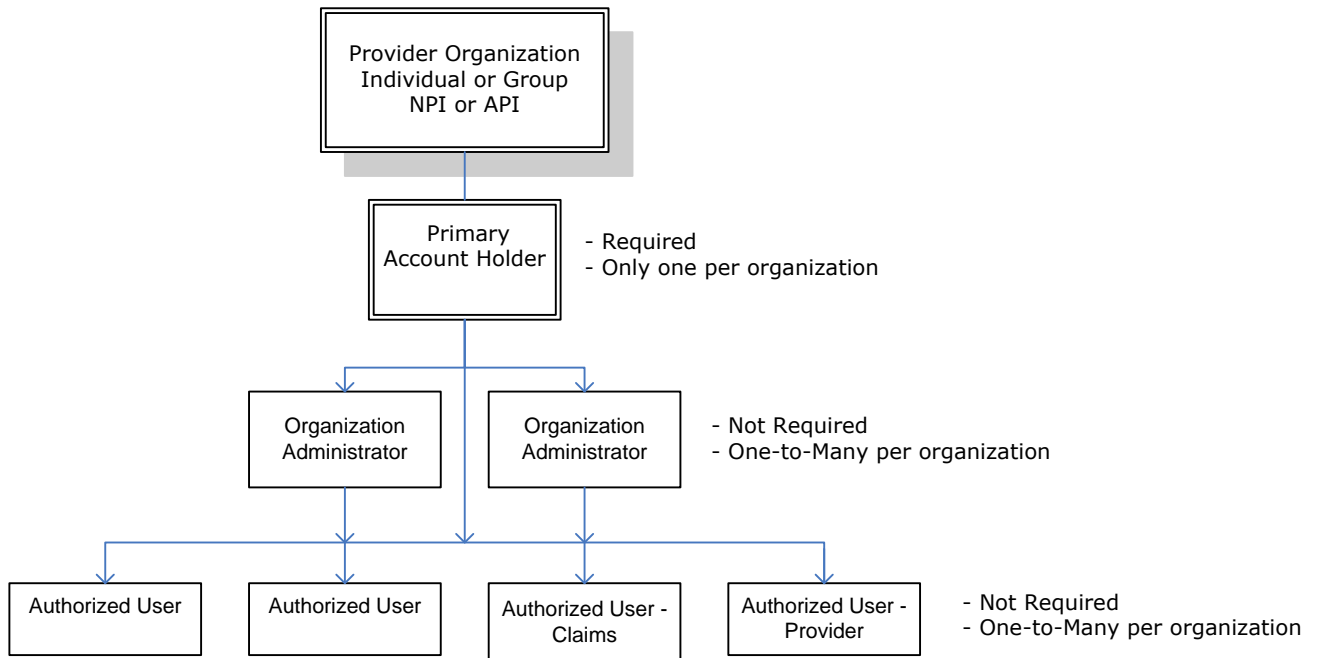 Provider Organization
Individual or Group
NPI or API
Primary
Account Holder
- Required
- Only one per organization
Organization
Administrator
Organization
Administrator
- Not Required
- One-to-Many per organization
Authorized User
Authorized User
Authorized User -
Claims
Authorized User -
Provider
- Not Required
- One-to-Many per organization